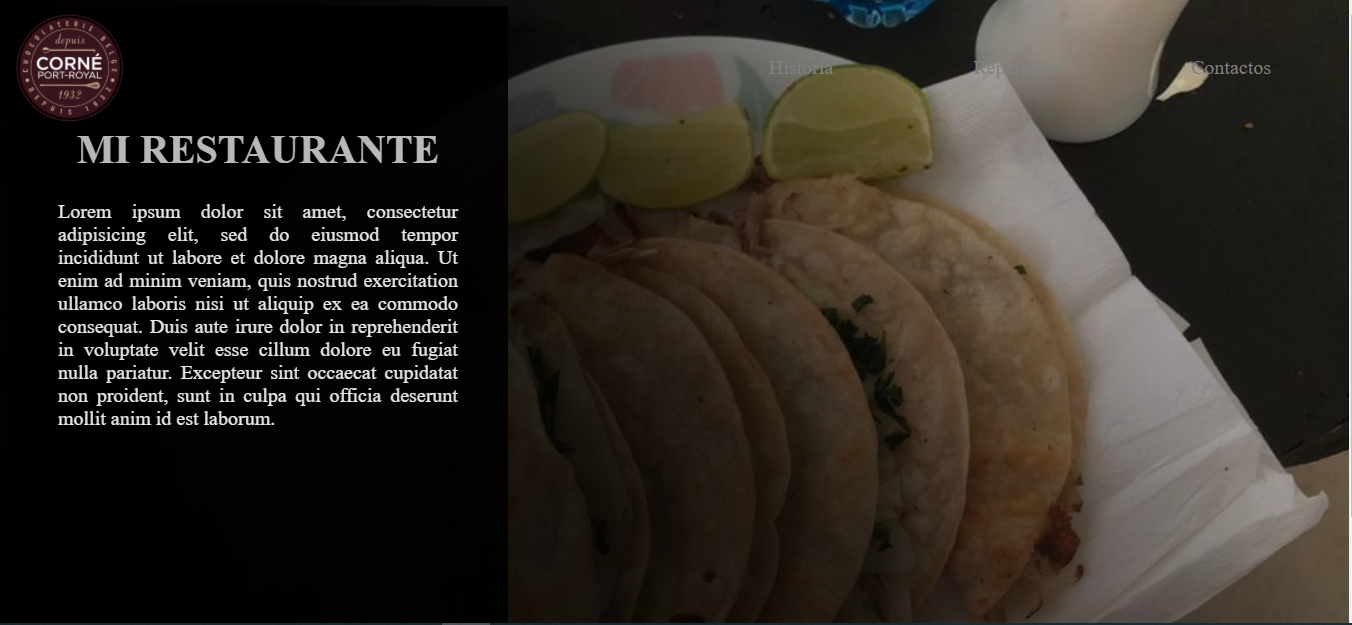 CHOCOLATERIE BELGE
depuis
CORNÉ
PORT-ROYAL
1932
DEPUIS 1932
Historia
Contactos
MI RESTAURANTE
Lorem ipsum dolor sit amet, consectetur
adipisicing elit, sed do eiusmod tempor
incididunt ut labore et dolore magna aliqua. Ut
enim ad minim veniam, quis nostrud exercitation
ullamco laboris nisi ut aliquip ex ea commodo
consequat. Duis aute irure dolor in reprehenderit
in voluptate velit esse cillum dolore eu fugiat
nulla pariatur. Excepteur sint occaecat cupidatat
non proident, sunt in culpa qui officia deserunt
mollit anim id est laborum.